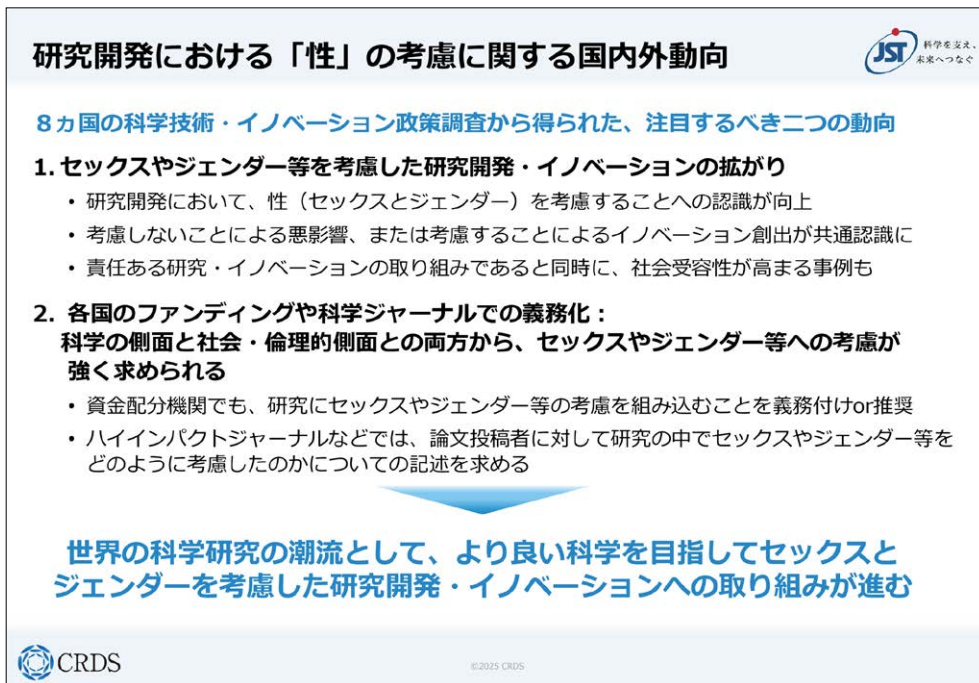 研究開発における「性」の考慮に関する国内外動向
JST
科学を支え、
未来へつなぐ
8ヵ国の科学技術・イノベーション政策調査から得られた、注目するべき二つの動向
1. セックスやジェンダー等を考慮した研究開発・イノベーションの拡がり
• 研究開発において、性（セックスとジェンダー）を考慮することへの認識が向上
• 考慮しないことによる悪影響、または考慮することによるイノベーション創出が共通認識に
• 責任ある研究・イノベーションの取り組みであると同時に、社会受容性が高まる事例も
2. 各国のファンディングや科学ジャーナルでの義務化：
科学の側面と社会・倫理的側面との両方から、セックスやジェンダー等への考慮が
強く求められる
• 資金配分機関でも、研究にセックスやジェンダー等の考慮を組み込むことを義務付けor推奨
• ハイインパクトジャーナルなどでは、論文投稿者に対して研究の中でセックスやジェンダー等を
どのように考慮したのかについての記述を求める
世界の科学研究の潮流として、より良い科学を目指してセックスと
ジェンダーを考慮した研究開発・イノベーションへの取り組みが進む
CRDS
©2025 CRDS